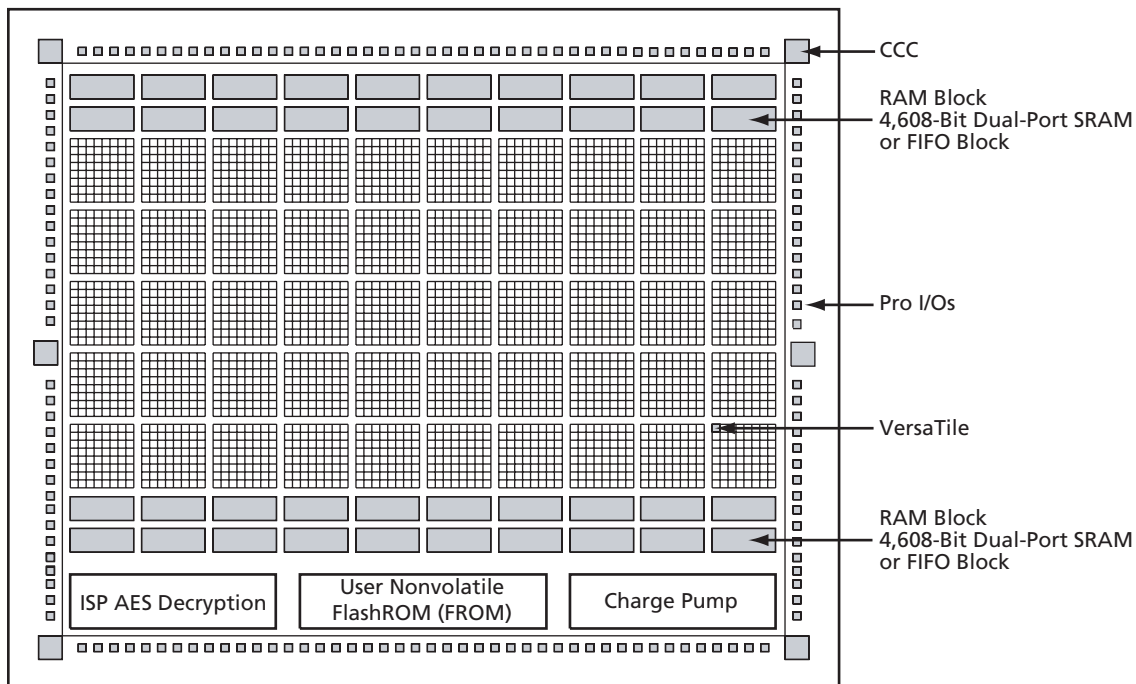 CCC
RAM Block
4,608-Bit Dual-Port SRAM
or FIFO Block
Pro I/Os
VersaTile
RAM Block
4,608-Bit Dual-Port SRAM
or FIFO Block
ISP AES Decryption
User Nonvolatile
FlashROM (FROM)
Charge Pump